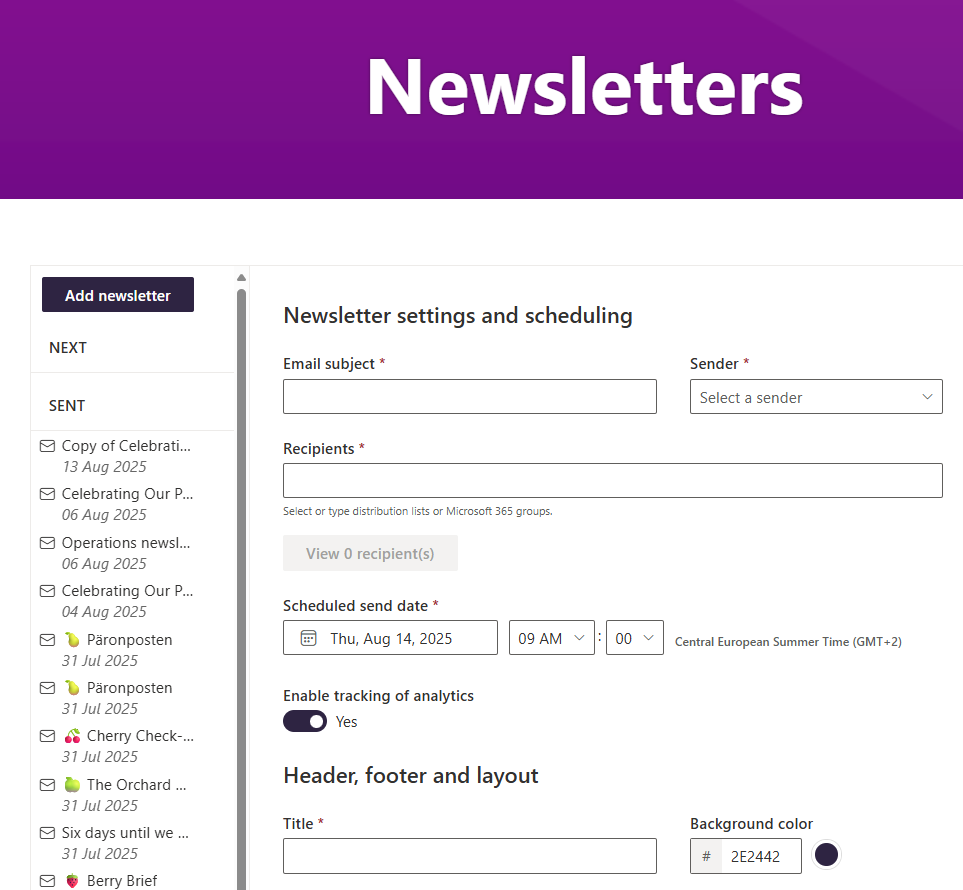 Newsletters
Add newsletter
NEXT
SENT
Copy of Celebrati...
13 Aug 2025
Celebrating Our P...
06 Aug 2025
Operations newsl...
06 Aug 2025
Celebrating Our P...
04 Aug 2025
🍐 Päronposten
31 Jul 2025
🍐 Päronposten
31 Jul 2025
🍒 Cherry Check-...
31 Jul 2025
🍏 The Orchard ...
31 Jul 2025
Six days until we ...
31 Jul 2025
🍓 Berry Brief
Newsletter settings and scheduling
Email subject * Sender *
Select a sender
Recipients *
Select or type distribution lists or Microsoft 365 groups.
View 0 recipient(s)
Scheduled send date *
Thu, Aug 14, 2025 09 AM : 00 Central European Summer Time (GMT+2)
Enable tracking of analytics
Yes
Header, footer and layout
Title * Background color
# 2E2442